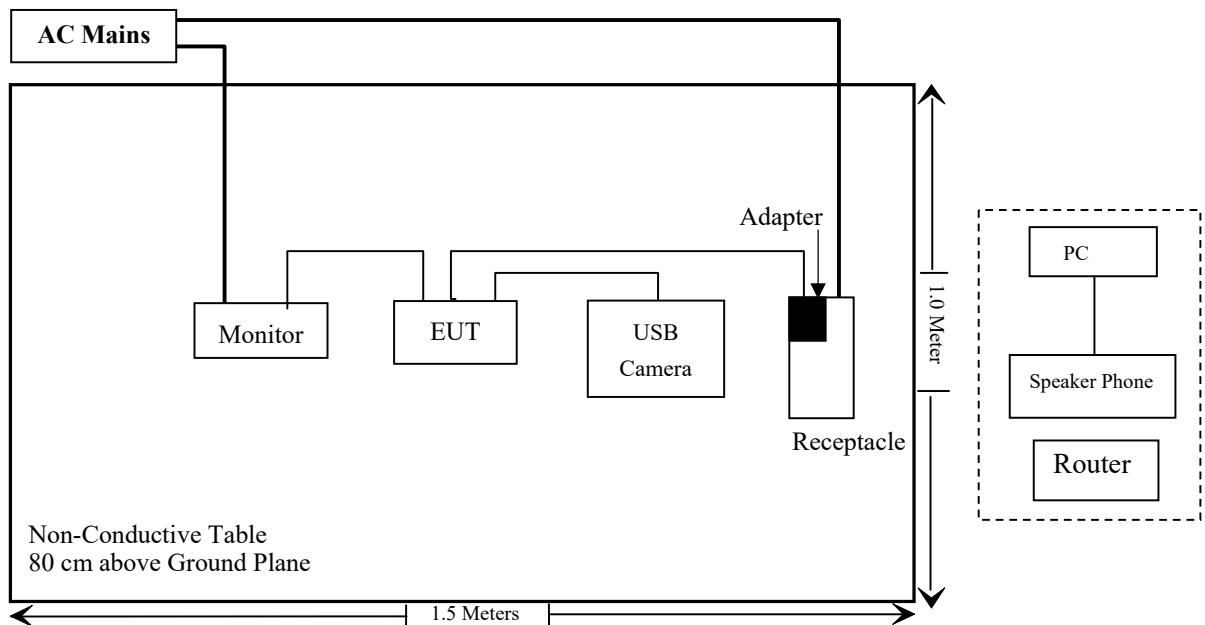 AC Mains
Adapter
PC
Monitor
EUT
USB
Camera
1.0 Meter
Speaker Phone
Receptacle
Router
Non-Conductive Table
80 cm above Ground Plane
1.5 Meters